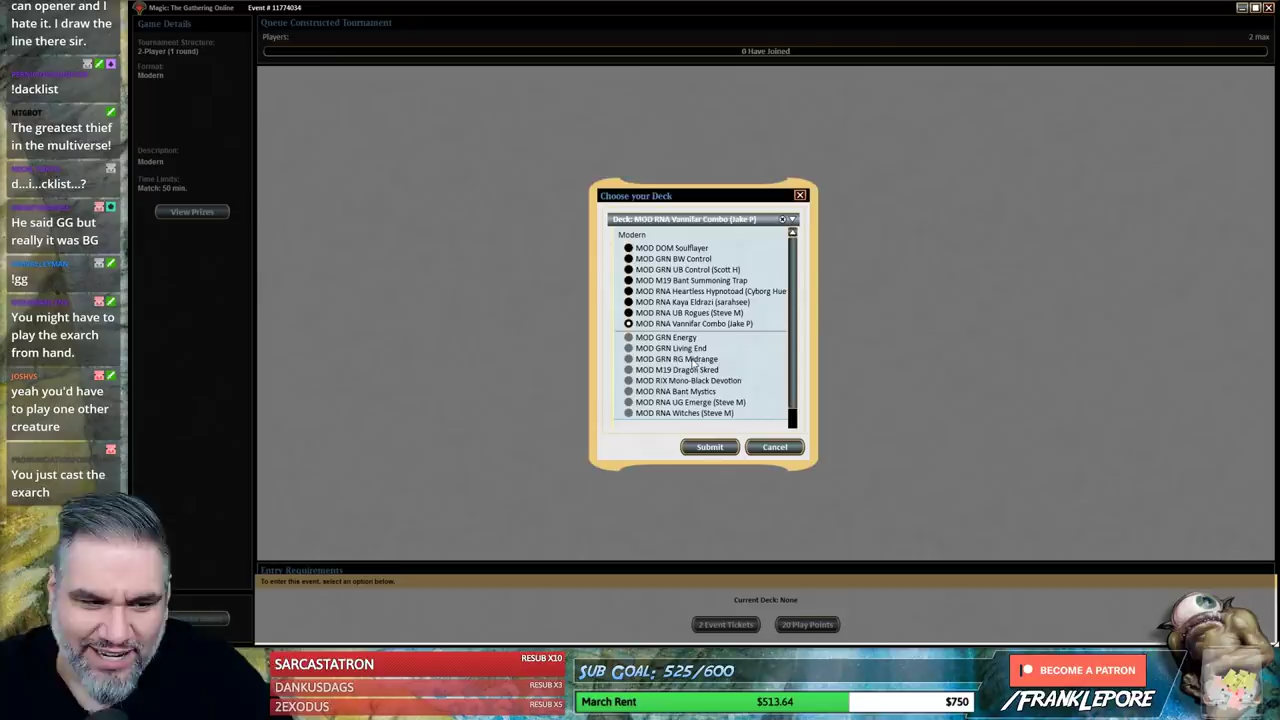 can opener and I
hate it. I draw the
line there sir.
!dacklist
MTGBOT
The greatest thief
in the multiverse!
d...i...cklist...?
He said GG but
really it was BG
!gg
You might have to
play the exarch
from hand.
JOSHVS
yeah you'd have
to play one other
creature
You just cast the
exarch
Magic: The Gathering Online Event # 11774034
Game Details
Tournament Structure:
2-Player (1 round)
Format:
Modern
Description:
Modern
Time Limits:
Match: 50 min.
View Prizes
Queue Constructed Tournament
Players: 2 max
0 Have Joined
Choose your Deck
Deck: MOD RNA Vannifar Combo (Jake P)
Modern
MOD DOM Soulflayer
MOD GRN BW Control
MOD GRN UB Control (Scott H)
MOD M19 Bant Summoning Trap
MOD RNA Heartless Hypnotoad (Cyborg Hue
MOD RNA Kaya Eldrazi (sarahsee)
MOD RNA UB Rogues (Steve M)
MOD RNA Vannifar Combo (Jake P)
MOD GRN Energy
MOD GRN Living End
MOD GRN RG Midrange
MOD M19 Dragon Skred
MOD RIX Mono-Black Devotion
MOD RNA Bant Mystics
MOD RNA UG Emerge (Steve M)
MOD RNA Witches (Steve M)
Submit Cancel
Entry Requirements
To enter this event, select an option below.
Current Deck: None
2 Event Tickets 20 Play Points
SARCASTATRON RESUB X10
DANKUSDAGS RESUB X3
2EXODUS RESUB X5
SUB GOAL: 525/600
March Rent $513.64 $750
BECOME A PATRON
/FRANKLEPORE